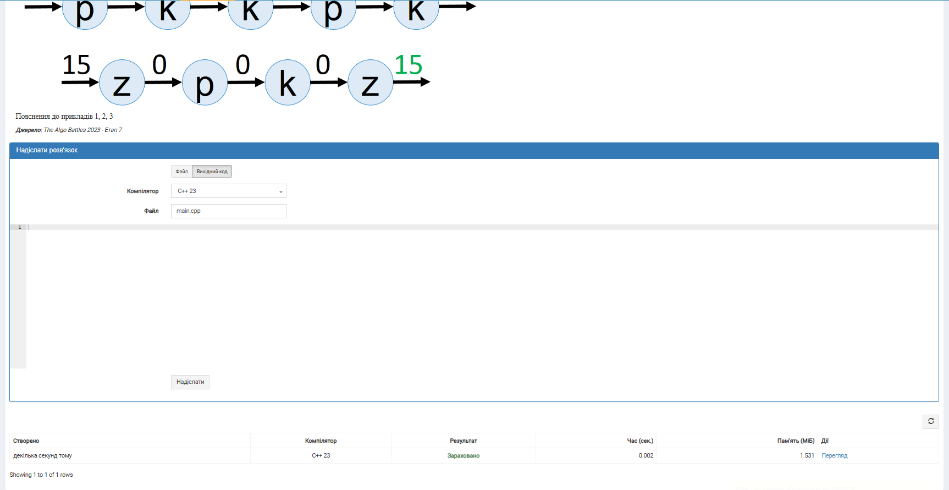 p k k p k
15 z 0 p 0 k 0 z 15
Пояснення до прикладів 1, 2, 3
Джерело: The Algo Battles 2023 - Етап 7
Надіслати розв'язок
Файл Вихідний код
Компілятор C++ 23
Файл main.cpp
1
Надіслати
Створено Компілятор Результат Час (сек.) Пам'ять (МіБ) Дії
декілька секунд тому C++ 23 Зараховано 0.002 1.531 Перегляд
Showing 1 to 1 of 1 rows